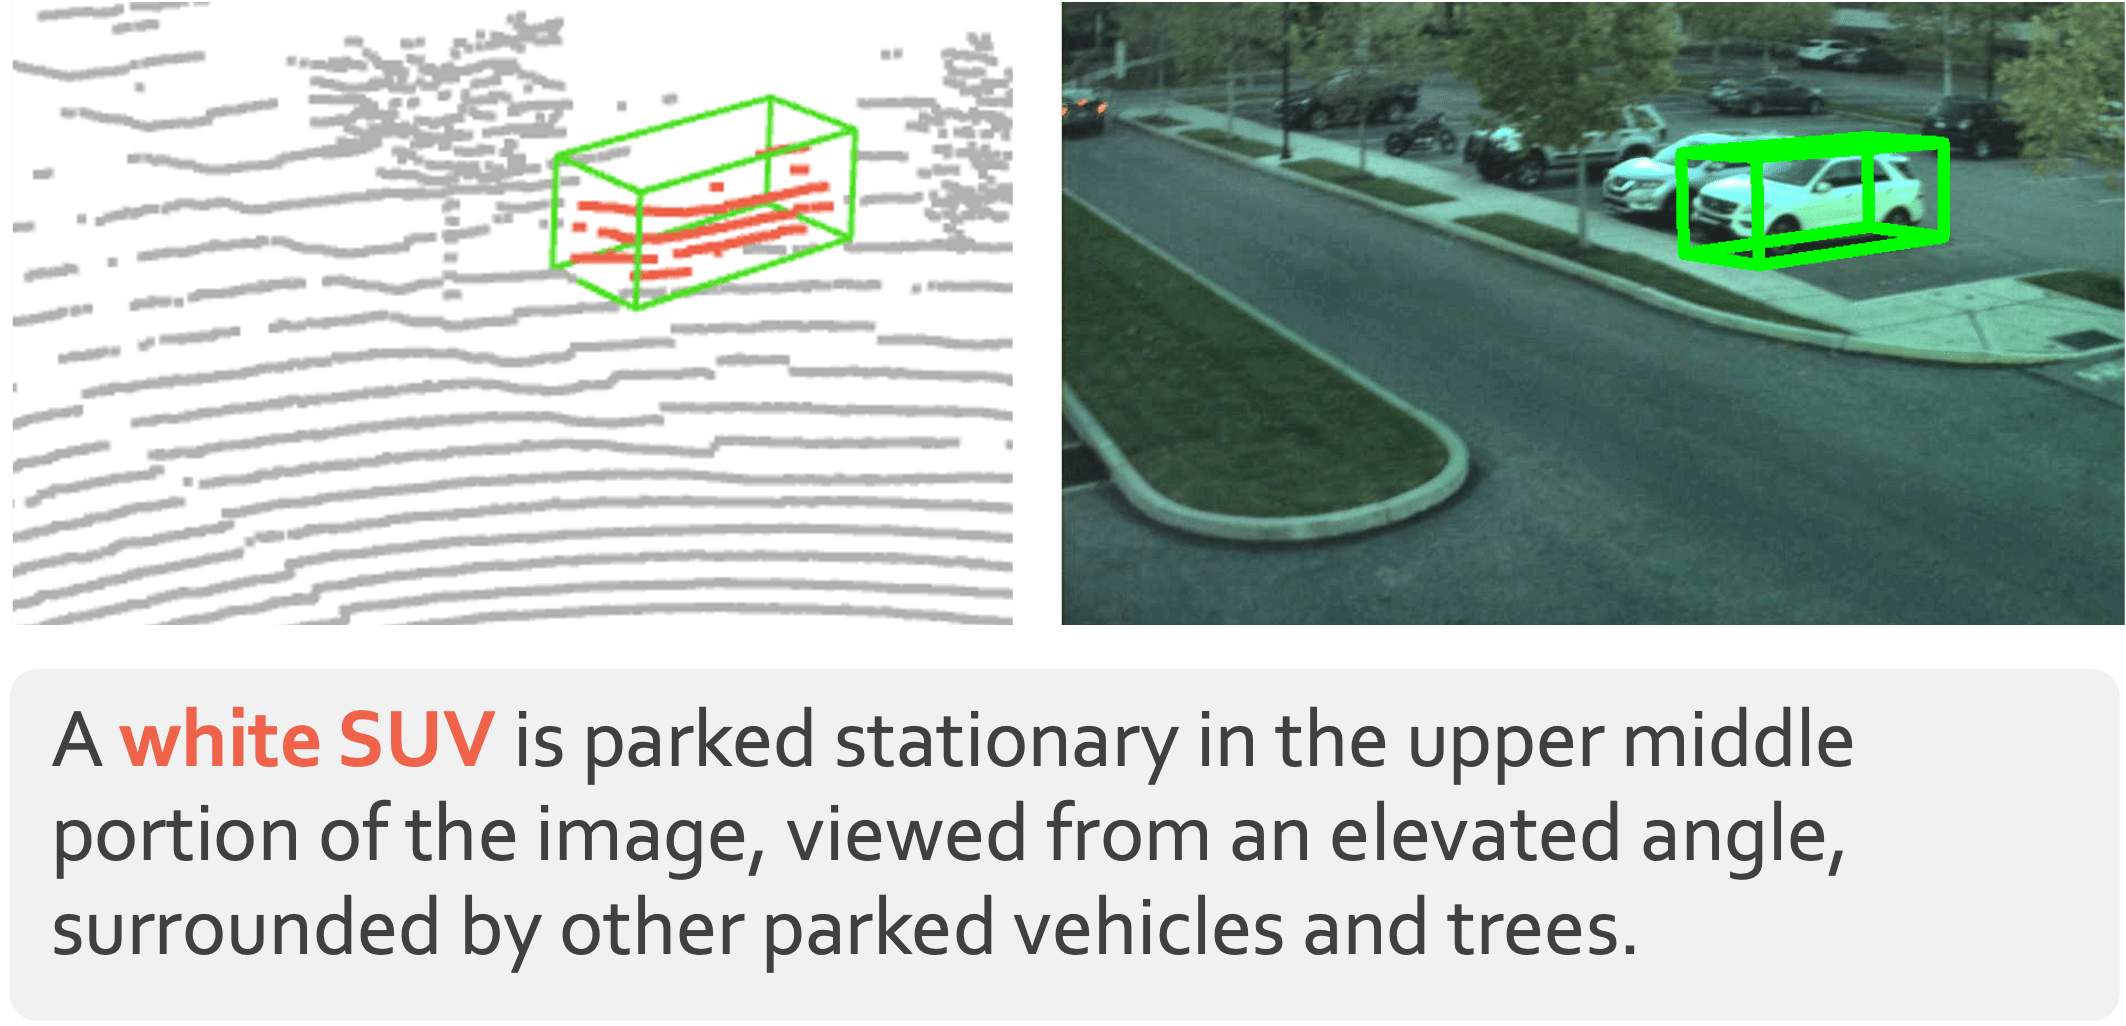 A white SUV is parked stationary in the upper middle
portion of the image, viewed from an elevated angle,
surrounded by other parked vehicles and trees.